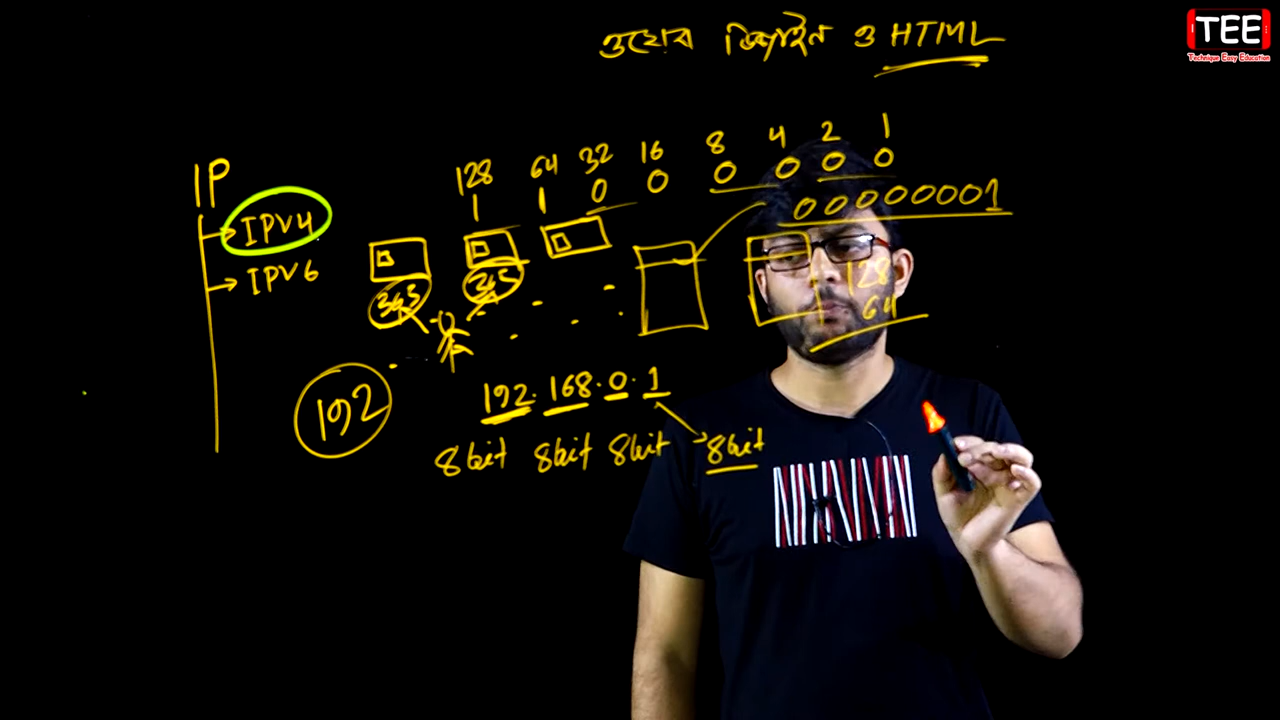 ওয়েব ডিজাইন ও HTML
TEE
Technique Easy Education
IP
IPV4
IPV6
128 64 32 16 8 4 2 1
1 1 0 0 0 0 0 0
00000001
365 365
128
64
192
192.168.0.1
8bit 8bit 8bit 8bit